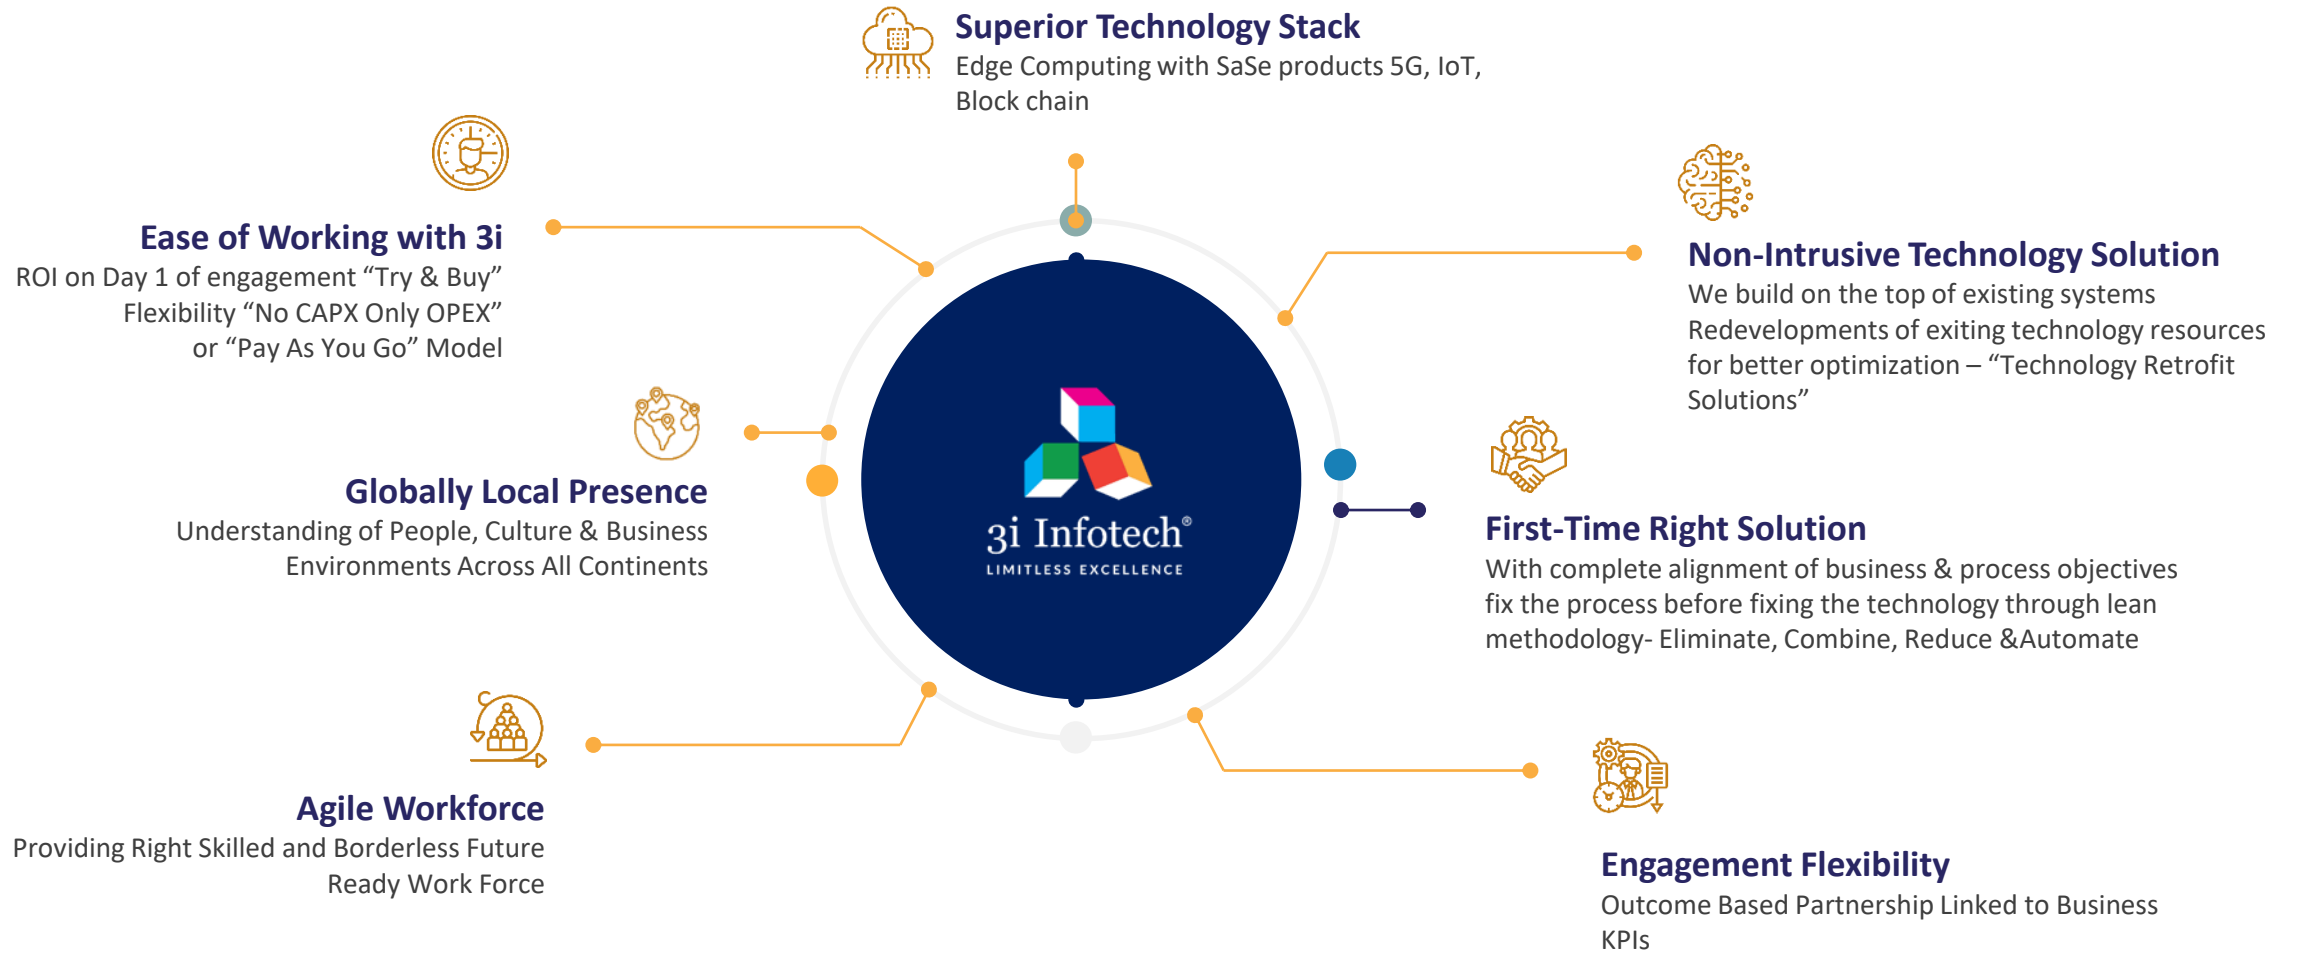 Superior Technology Stack
Edge Computing with SaSe products 5G, IoT,
Block chain
Ease of Working with 3i
ROI on Day 1 of engagement “Try & Buy”
Flexibility “No CAPX Only OPEX”
or “Pay As You Go” Model
Non-Intrusive Technology Solution
We build on the top of existing systems
Redevelopments of exiting technology resources
for better optimization – “Technology Retrofit
Solutions”
Globally Local Presence
Understanding of People, Culture & Business
Environments Across All Continents
3i Infotech®
LIMITLESS EXCELLENCE
First-Time Right Solution
With complete alignment of business & process objectives
fix the process before fixing the technology through lean
methodology- Eliminate, Combine, Reduce &Automate
Agile Workforce
Providing Right Skilled and Borderless Future
Ready Work Force
Engagement Flexibility
Outcome Based Partnership Linked to Business
KPIs